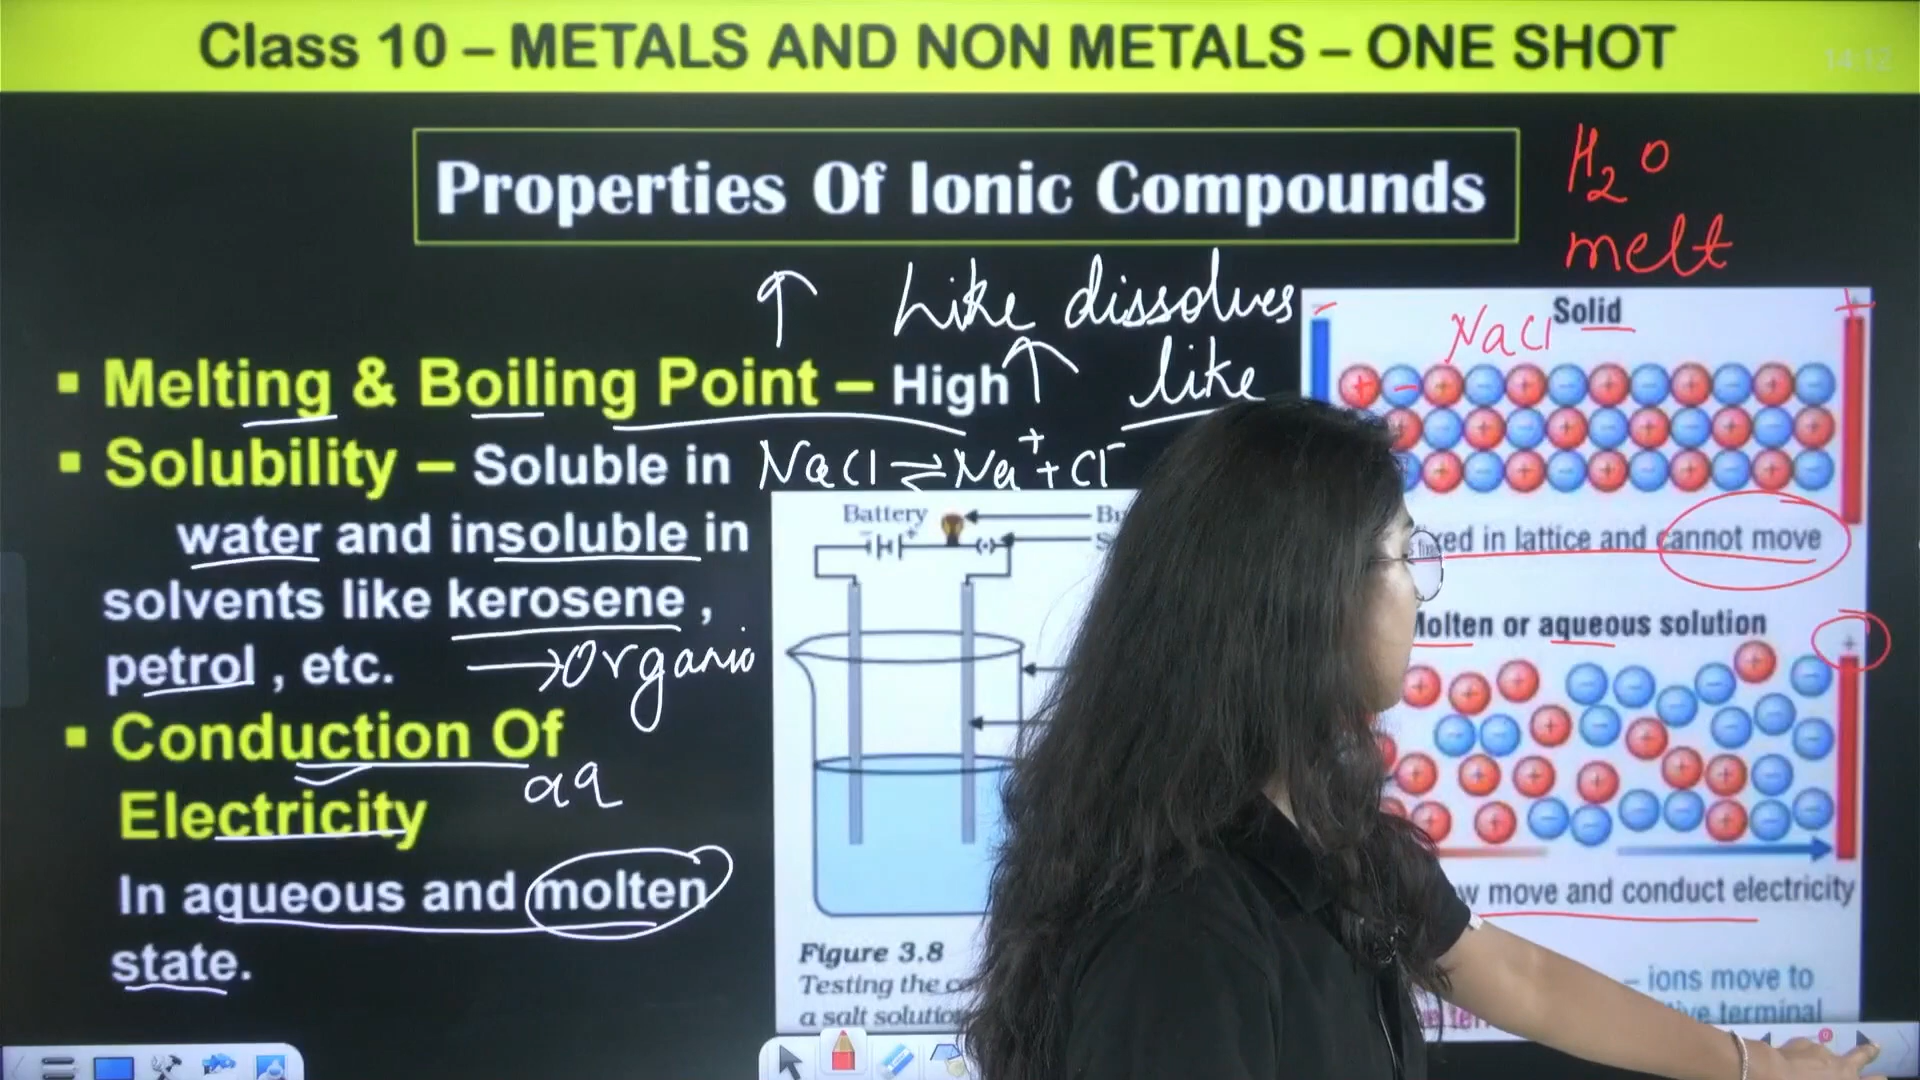 Class 10 – METALS AND NON METALS – ONE SHOT
14:12
Properties Of Ionic Compounds
H2O
melt
↑ Like dissolves
like
▪ Melting & Boiling Point – High ↑
▪ Solubility – Soluble in
water and insoluble in
solvents like kerosene ,
petrol , etc.
→ Organic
NaCl ⇌ Na+ + Cl-
▪ Conduction Of
Electricity
aq
In aqueous and molten
state.
Battery
Figure 3.8
Testing the
a salt solution
Solid
NaCl
in lattice and cannot move
Molten or aqueous solution
move and conduct electricity
– ions move to
terminal